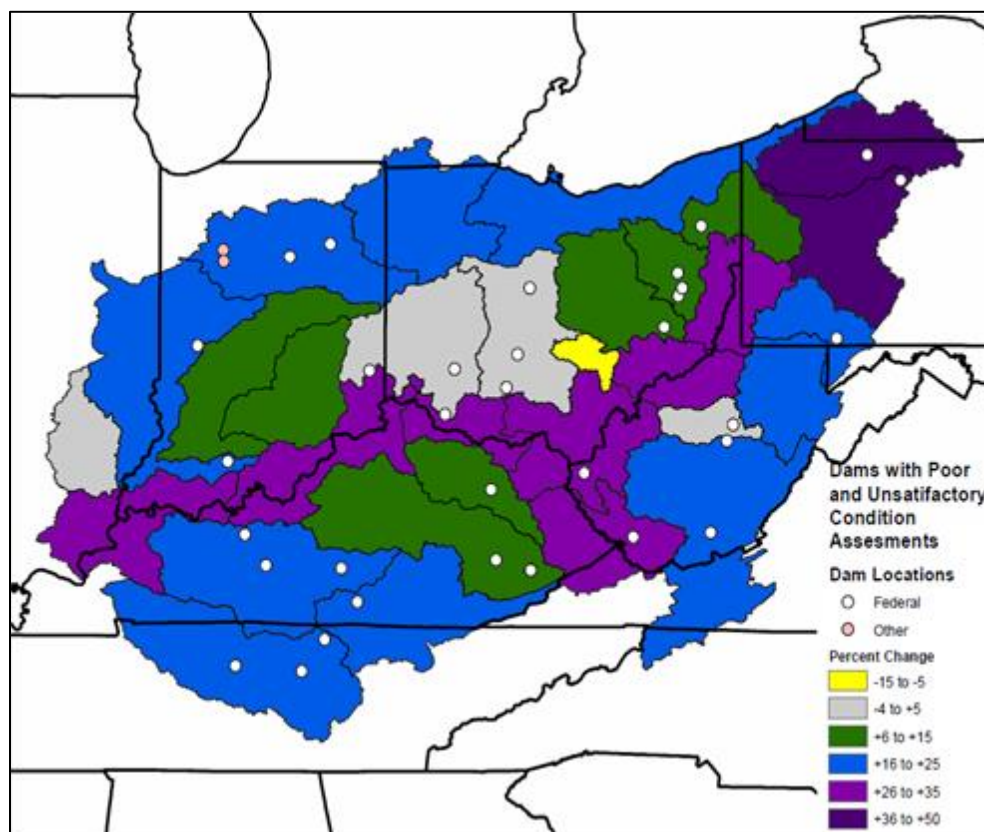 Dams with Poor
and Unsatifactory
Condition
Assesments
Dam Locations
Federal
Other
Percent Change
-15 to -5
-4 to +5
+6 to +15
+16 to +25
+26 to +35
+36 to +50